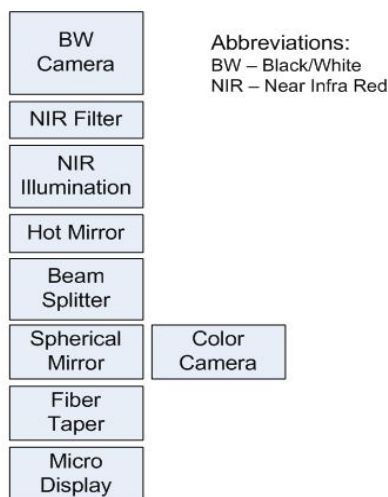 BW
Camera
Abbreviations:
BW – Black/White
NIR – Near Infra Red
NIR Filter
NIR
Illumination
Hot Mirror
Beam
Splitter
Spherical
Mirror
Color
Camera
Fiber
Taper
Micro
Display